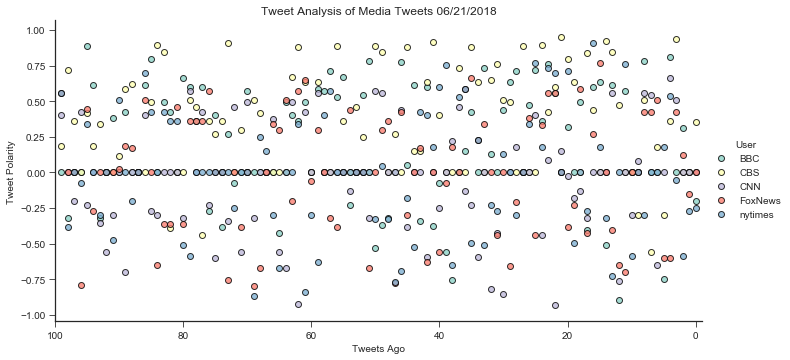 Tweet Analysis of Media Tweets 06/21/2018
1.00
0.75
0.50
0.25
0.00
−0.25
−0.50
−0.75
−1.00
Tweet Polarity
100
80
60
40
20
0
Tweets Ago
User
BBC
CBS
CNN
FoxNews
nytimes